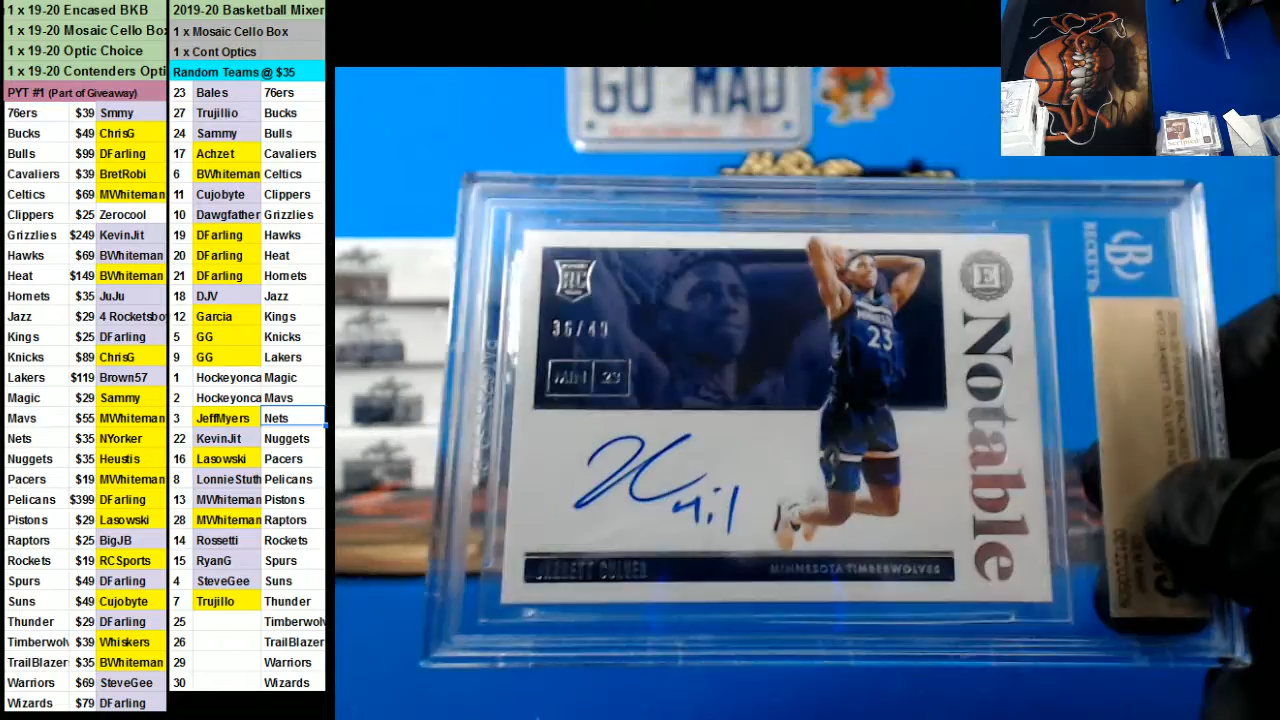 1 x 19-20 Encased BKB
1 x 19-20 Mosaic Cello Box
1 x 19-20 Optic Choice
1 x 19-20 Contenders Opti
PYT #1 (Part of Giveaway)
76ers $39 Smmy
Bucks $49 ChrisG
Bulls $99 DFarling
Cavaliers $39 BretRobi
Celtics $69 MWhiteman
Clippers $25 Zerocool
Grizzlies $249 KevinJit
Hawks $69 BWhiteman
Heat $149 BWhiteman
Hornets $35 JuJu
Jazz $29 4 Rocketsbo
Kings $25 DFarling
Knicks $89 ChrisG
Lakers $119 Brown57
Magic $29 Sammy
Mavs $55 MWhiteman
Nets $35 NYorker
Nuggets $35 Heustis
Pacers $19 MWhiteman
Pelicans $399 DFarling
Pistons $29 Lasowski
Raptors $25 BigJB
Rockets $19 RCSports
Spurs $49 DFarling
Suns $49 Cujobyte
Thunder $29 DFarling
Timberwolv $39 Whiskers
TrailBlazer $35 BWhiteman
Warriors $69 SteveGee
Wizards $79 DFarling
2019-20 Basketball Mixer
1 x Mosaic Cello Box
1 x Cont Optics
Random Teams @ $35
23 Bales 76ers
27 Trujillio Bucks
24 Sammy Bulls
17 Achzet Cavaliers
6 BWhiteman Celtics
11 Cujobyte Clippers
10 Dawgfather Grizzlies
19 DFarling Hawks
20 DFarling Heat
21 DFarling Hornets
18 DJV Jazz
12 Garcia Kings
5 GG Knicks
9 GG Lakers
1 Hockeyonca Magic
2 Hockeyonca Mavs
3 JeffMyers Nets
22 KevinJit Nuggets
16 Lasowski Pacers
8 LonnieStuth Pelicans
13 MWhiteman Pistons
28 MWhiteman Raptors
14 Rossetti Rockets
15 RyanG Spurs
4 SteveGee Suns
7 Trujillo Thunder
25 Timberwolv
26 TrailBlazer
29 Warriors
30 Wizards
GO MAD
RC
36/49
MIN 23
23
E
Notable
JARRETT CULVER
MINNESOTA TIMBERWOLVES
B
BECKETT